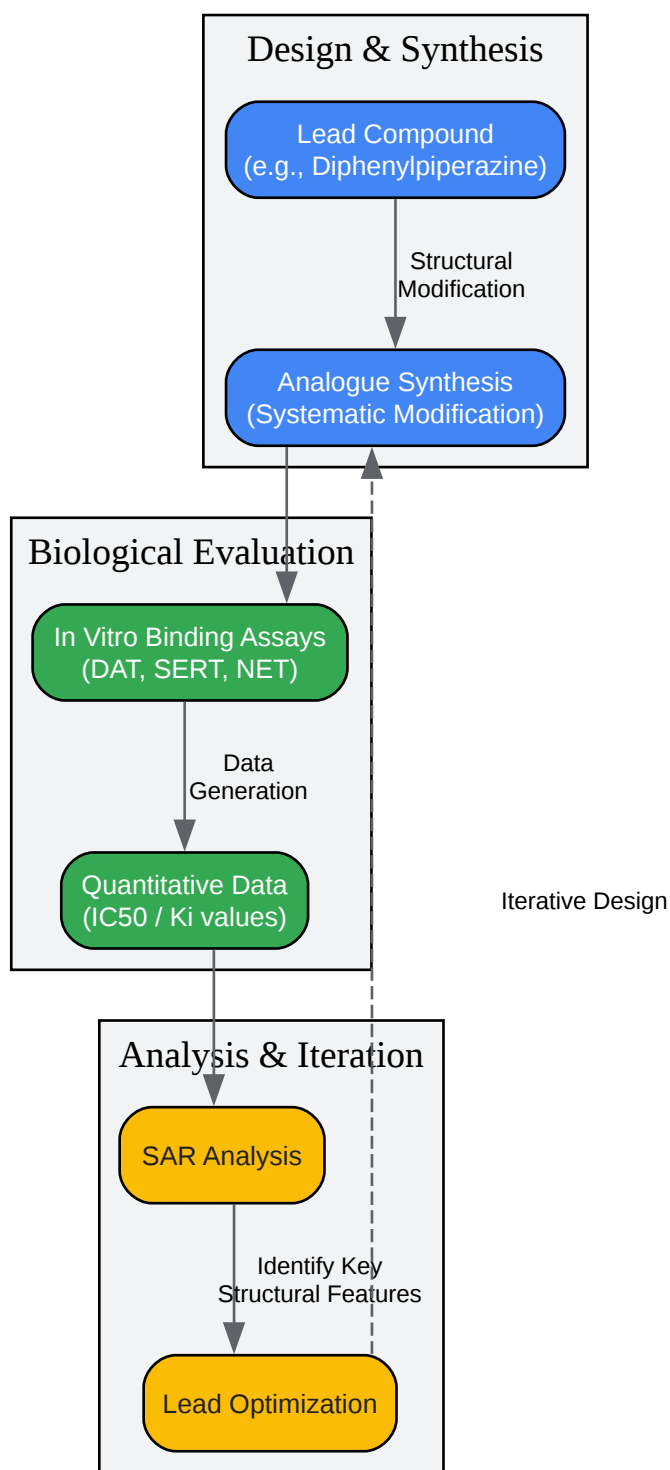 Design & Synthesis
Lead Compound
(e.g., Diphenylpiperazine)
Structural
Modification
Analogue Synthesis
(Systematic Modification)
Biological Evaluation
In Vitro Binding Assays
(DAT, SERT, NET)
Data
Generation
Quantitative Data
(IC50 / Ki values)
Iterative Design
Analysis & Iteration
SAR Analysis
Identify Key
Structural Features
Lead Optimization